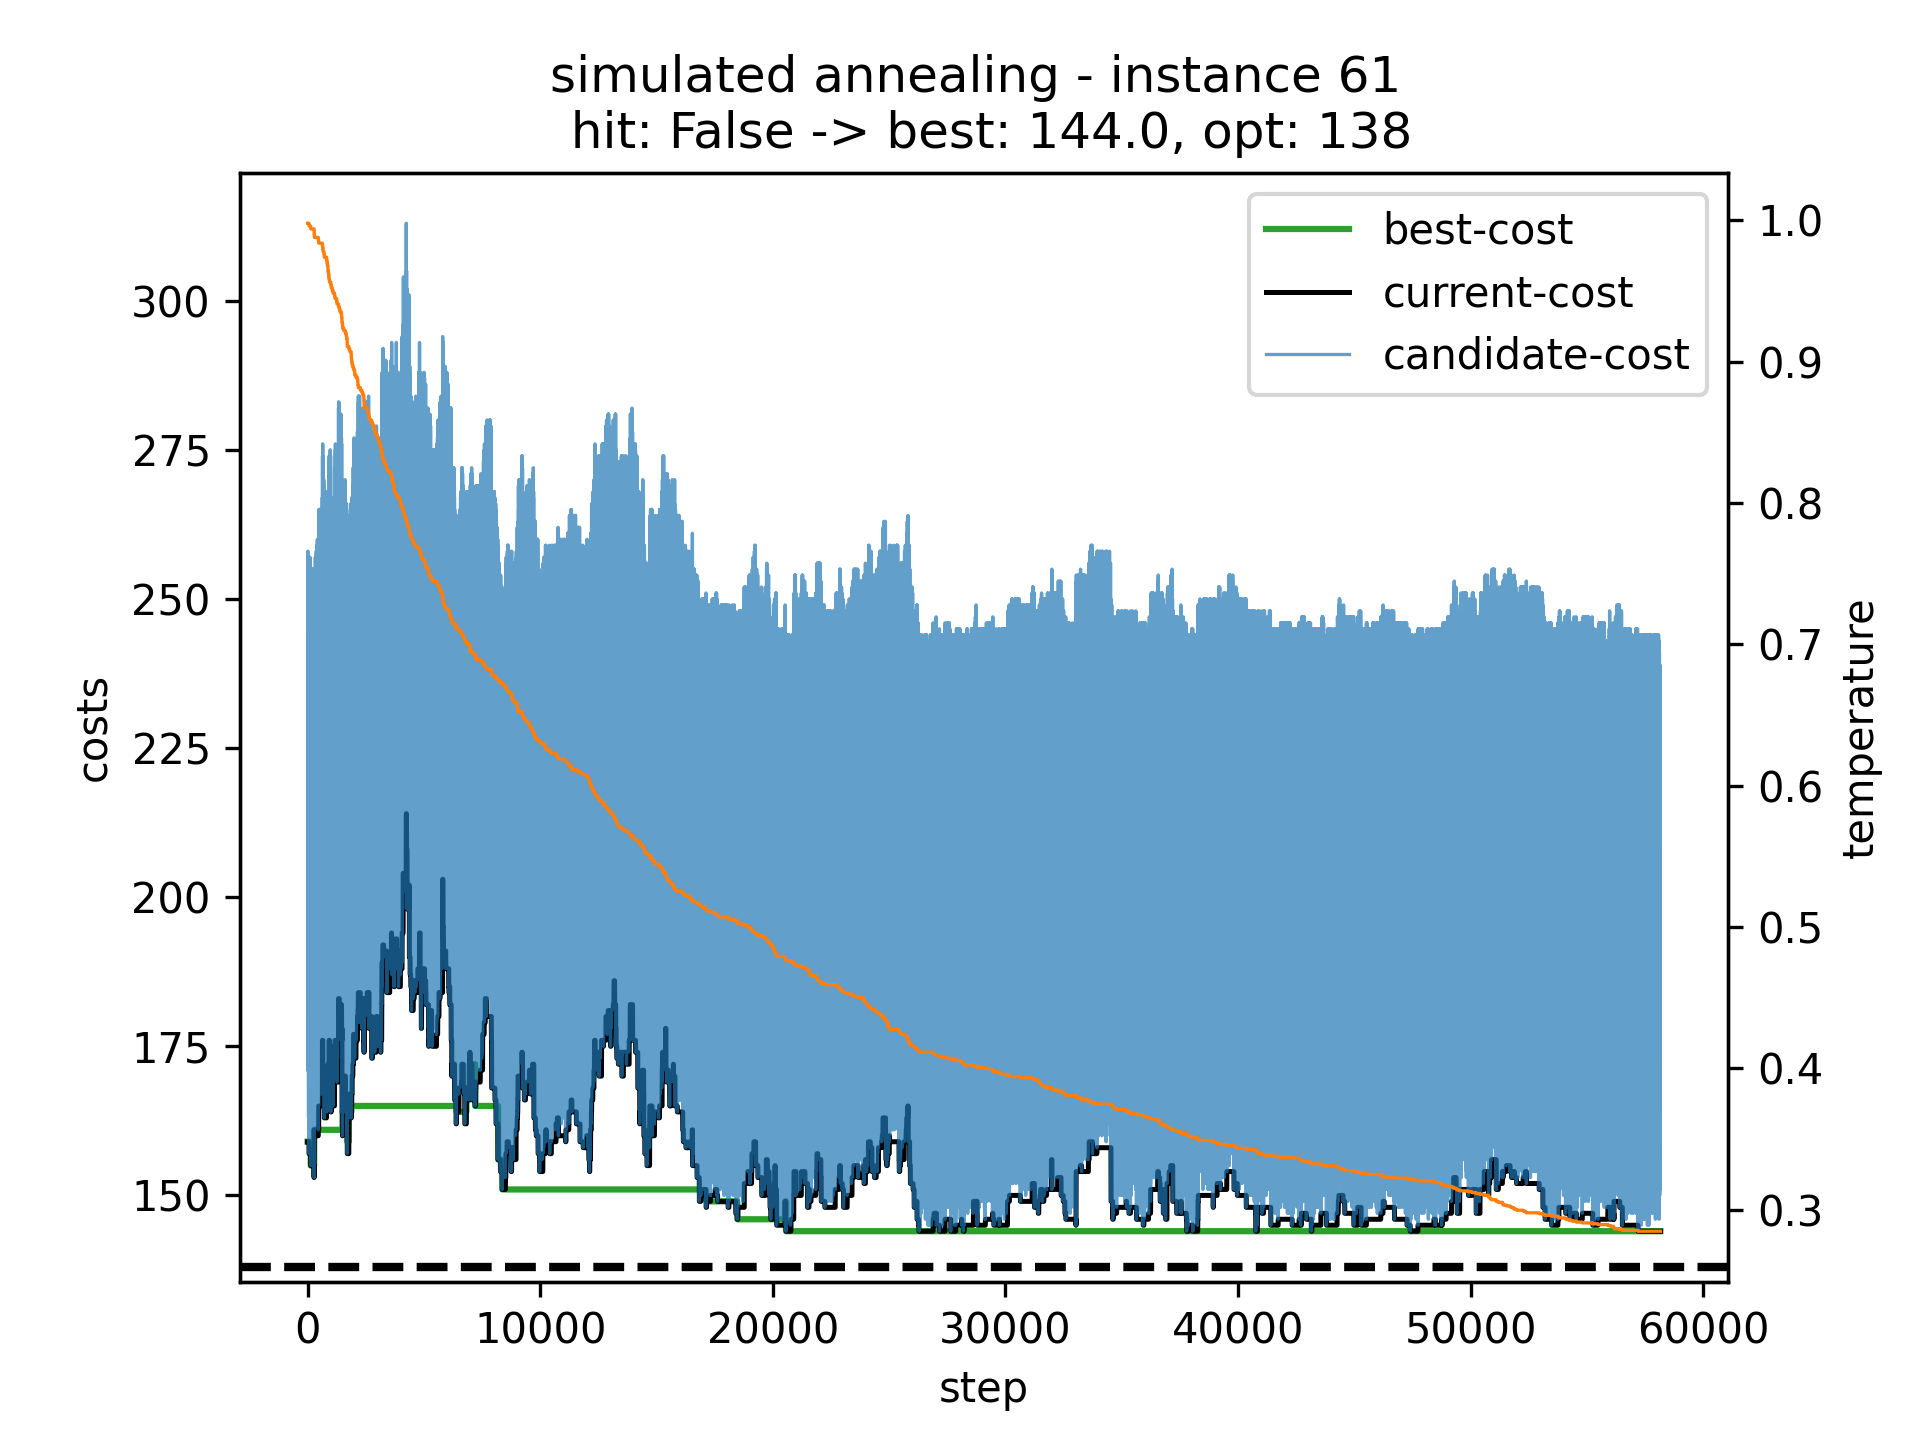 simulated annealing - instance 61
hit: False -> best: 144.0, opt: 138
best-cost
current-cost
candidate-cost
300
275
250
225
200
175
150
costs
1.0
0.9
0.8
0.7
0.6
0.5
0.4
0.3
temperature
0 10000 20000 30000 40000 50000 60000
step